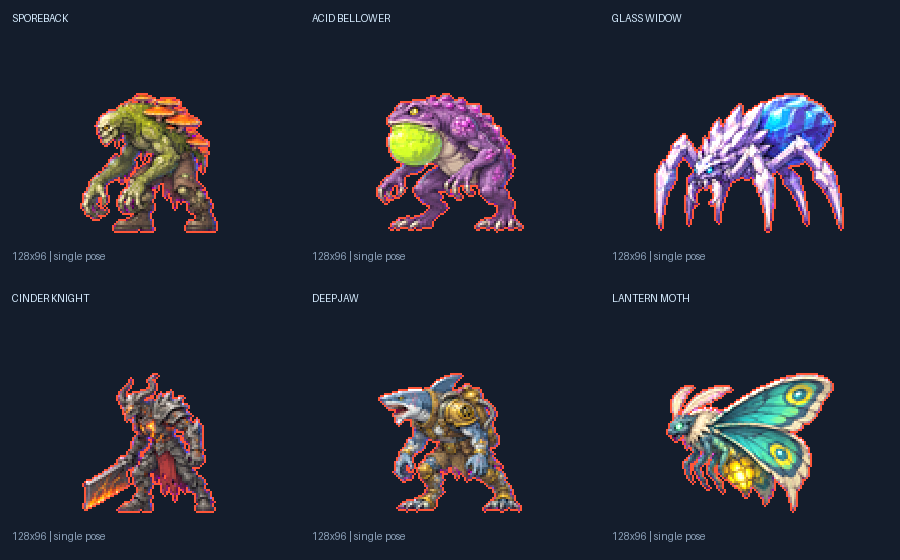 SPOREBACK
ACID BELLOWER
GLASS WIDOW
128x96 | single pose
128x96 | single pose
128x96 | single pose
CINDER KNIGHT
DEEPJAW
LANTERN MOTH
128x96 | single pose
128x96 | single pose
128x96 | single pose